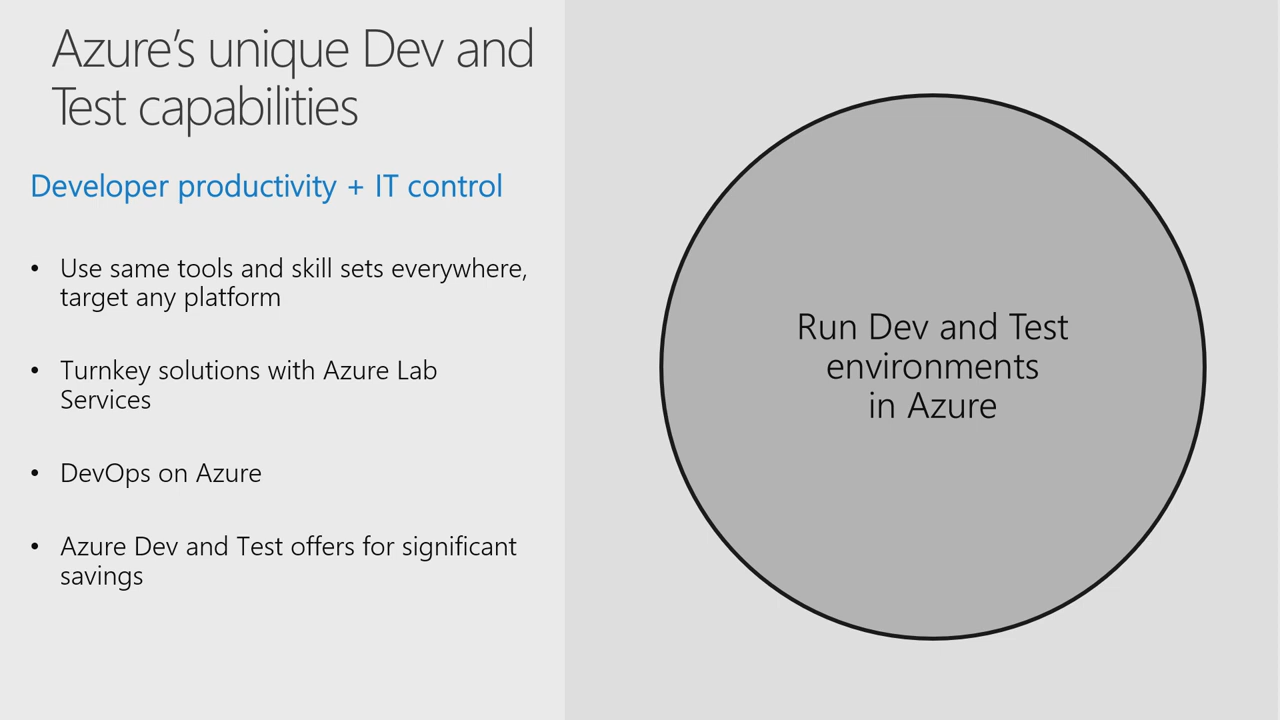 Azure’s unique Dev and
Test capabilities
Developer productivity + IT control
• Use same tools and skill sets everywhere,
target any platform
• Turnkey solutions with Azure Lab
Services
• DevOps on Azure
• Azure Dev and Test offers for significant
savings
Run Dev and Test
environments
in Azure